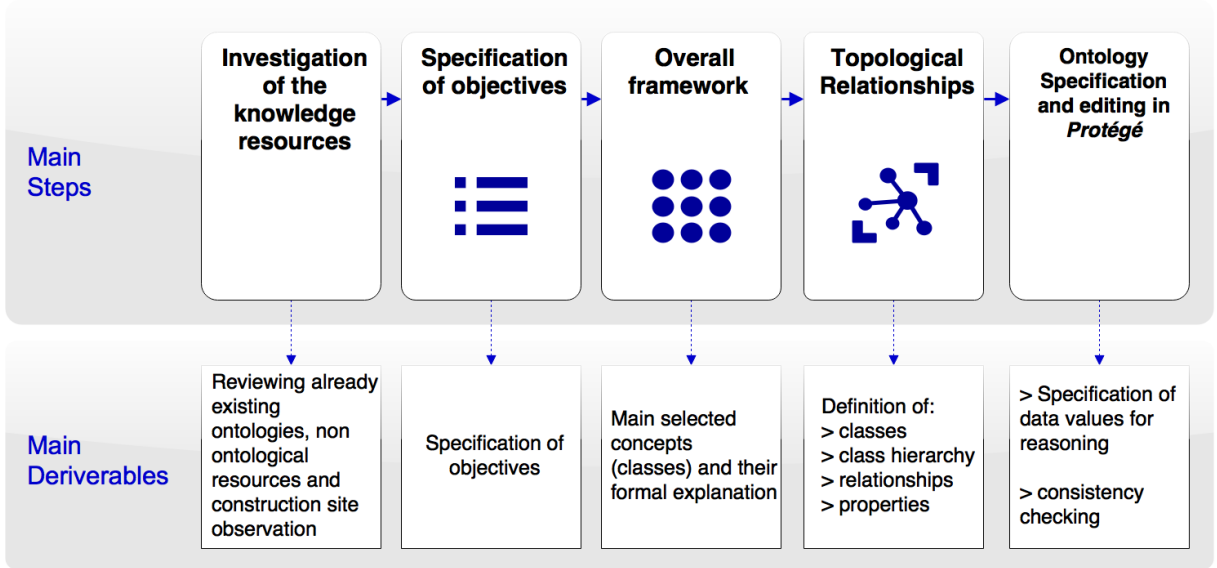 Main
Steps
Investigation
of the
knowledge
resources
Specification
of objectives
Overall
framework
Topological
Relationships
Ontology
Specification
and editing in
Protégé
Main
Deriverables
Reviewing already
existing
ontologies, non
ontological
resources and
construction site
observation
Specification of
objectives
Main selected
concepts
(classes) and their
formal explanation
Definition of:
> classes
> class hierarchy
> relationships
> properties
> Specification of
data values for
reasoning
> consistency
checking